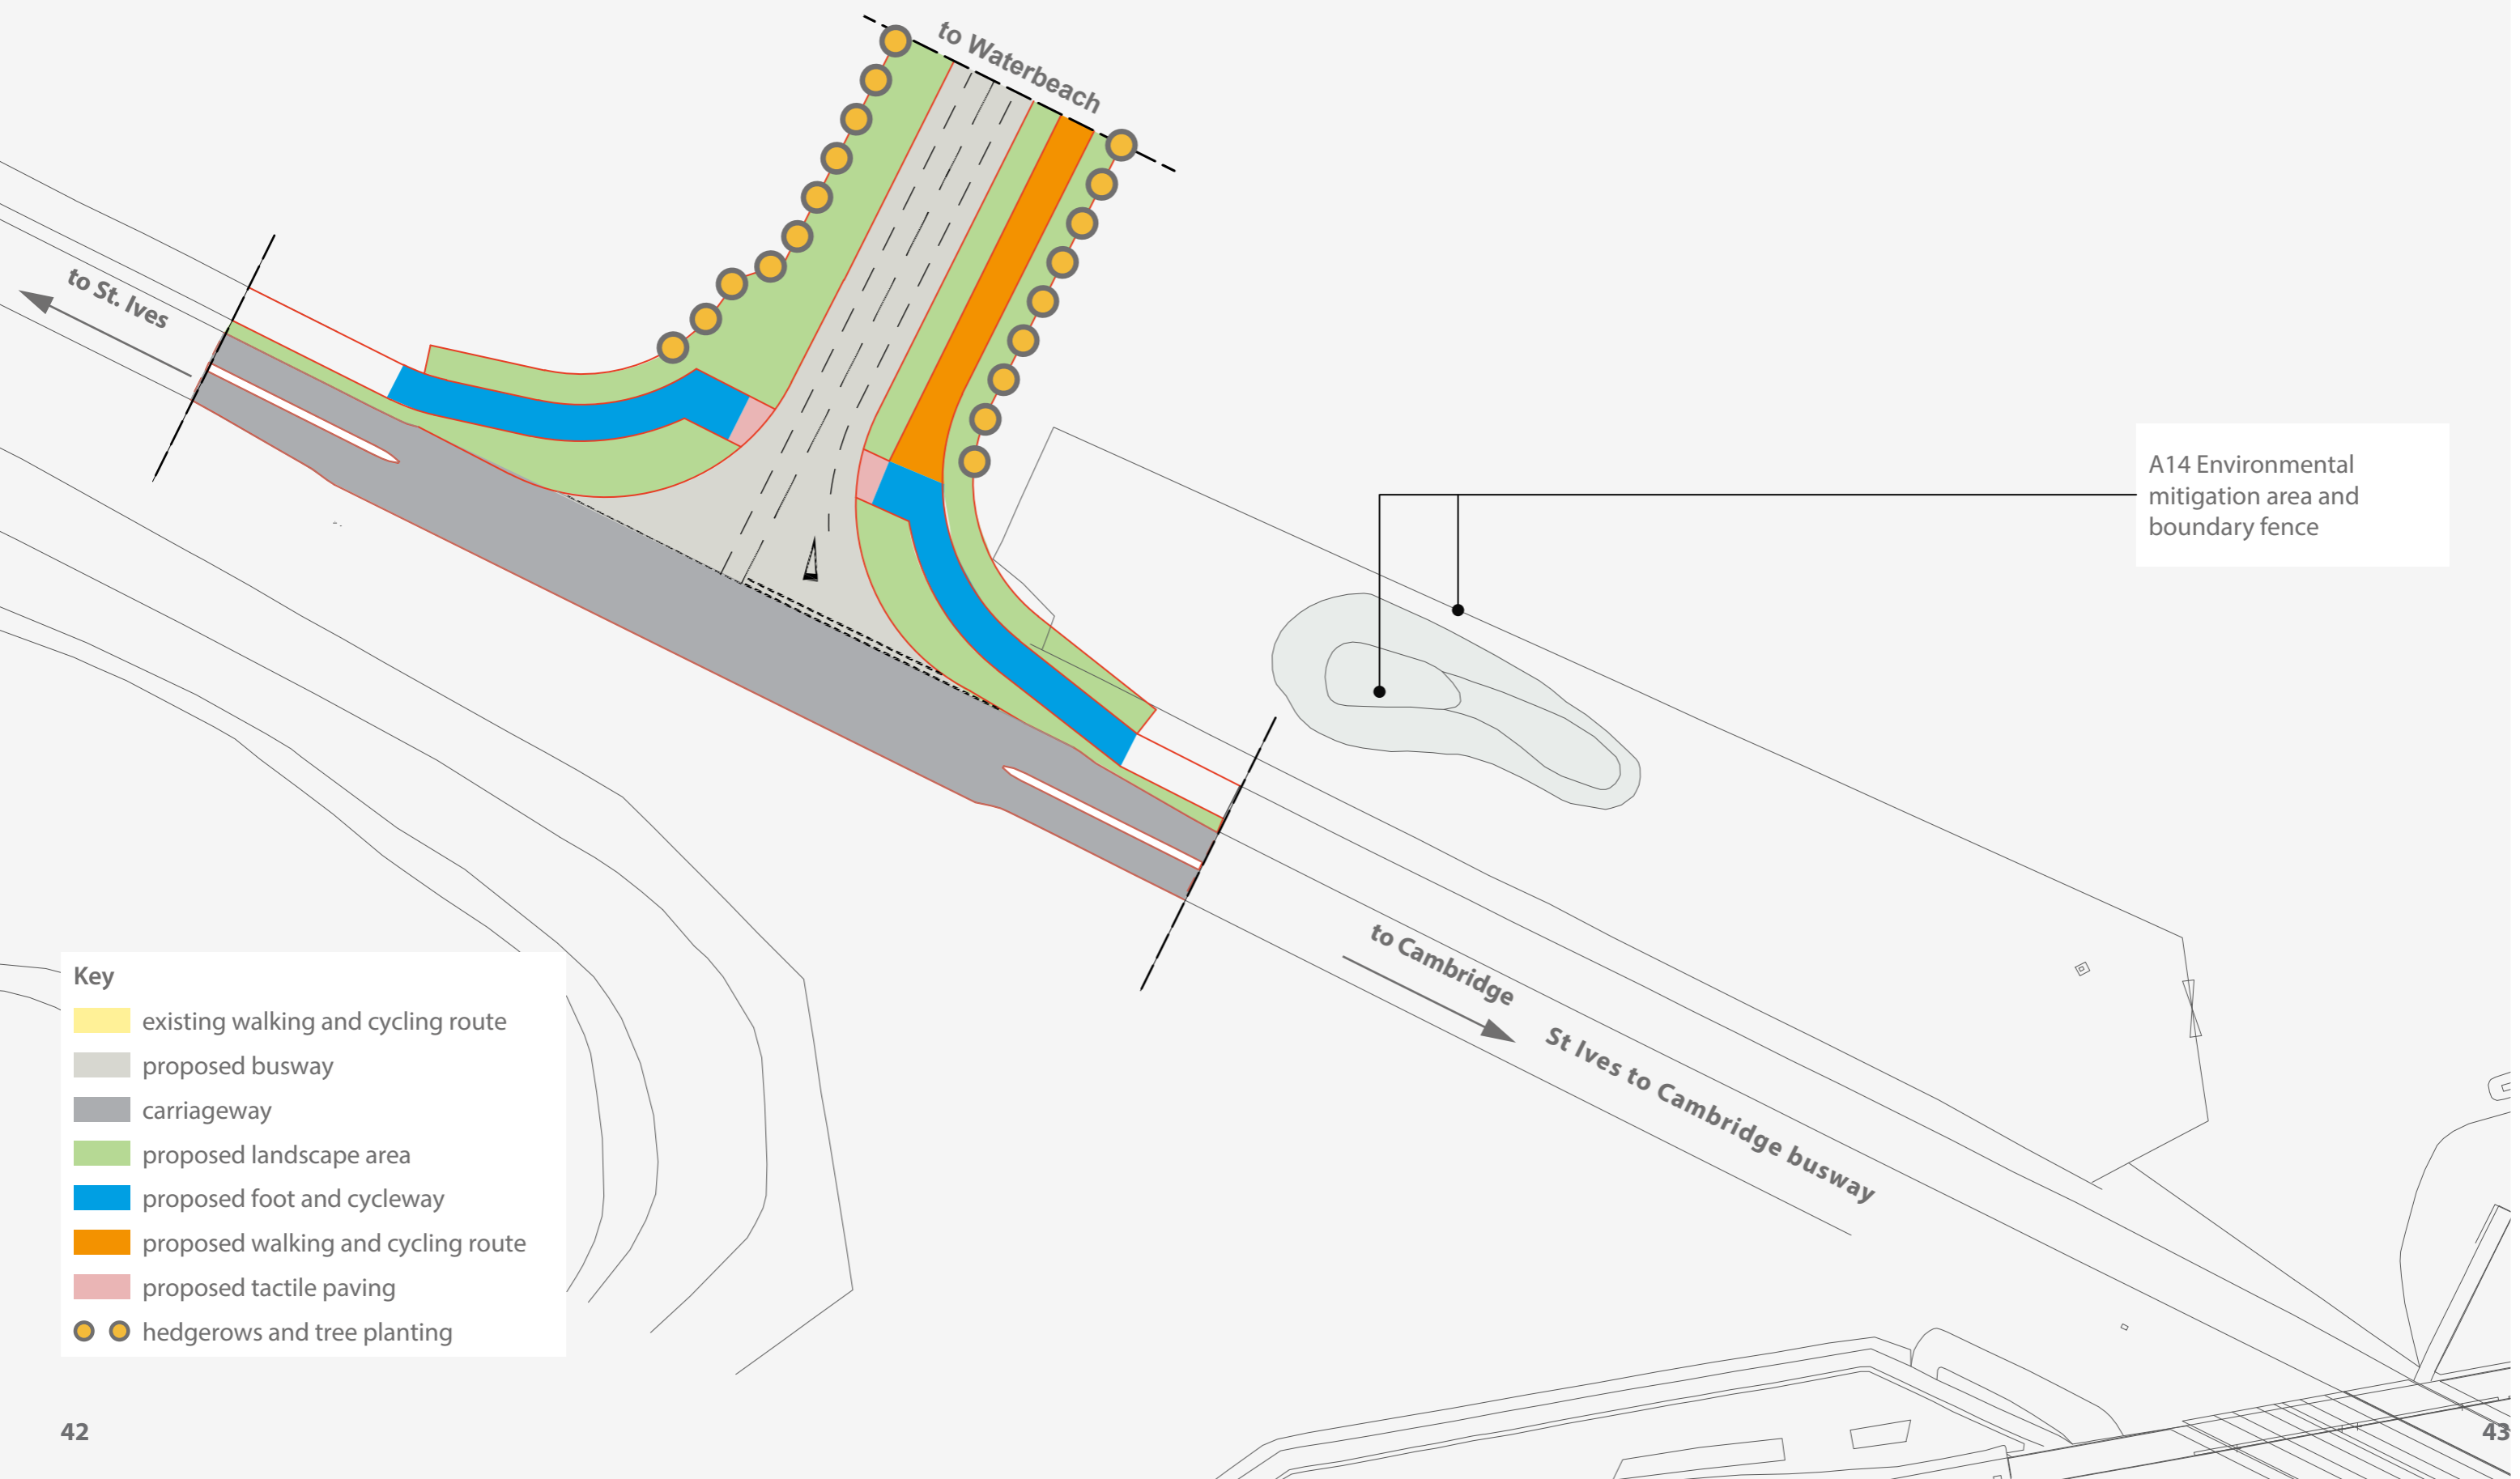 to Waterbeach
to St. Ives
A14 Environmental
mitigation area and
boundary fence
to Cambridge
St Ives to Cambridge busway
Key
existing walking and cycling route
proposed busway
carriageway
proposed landscape area
proposed foot and cycleway
proposed walking and cycling route
proposed tactile paving
hedgerows and tree planting
42
43